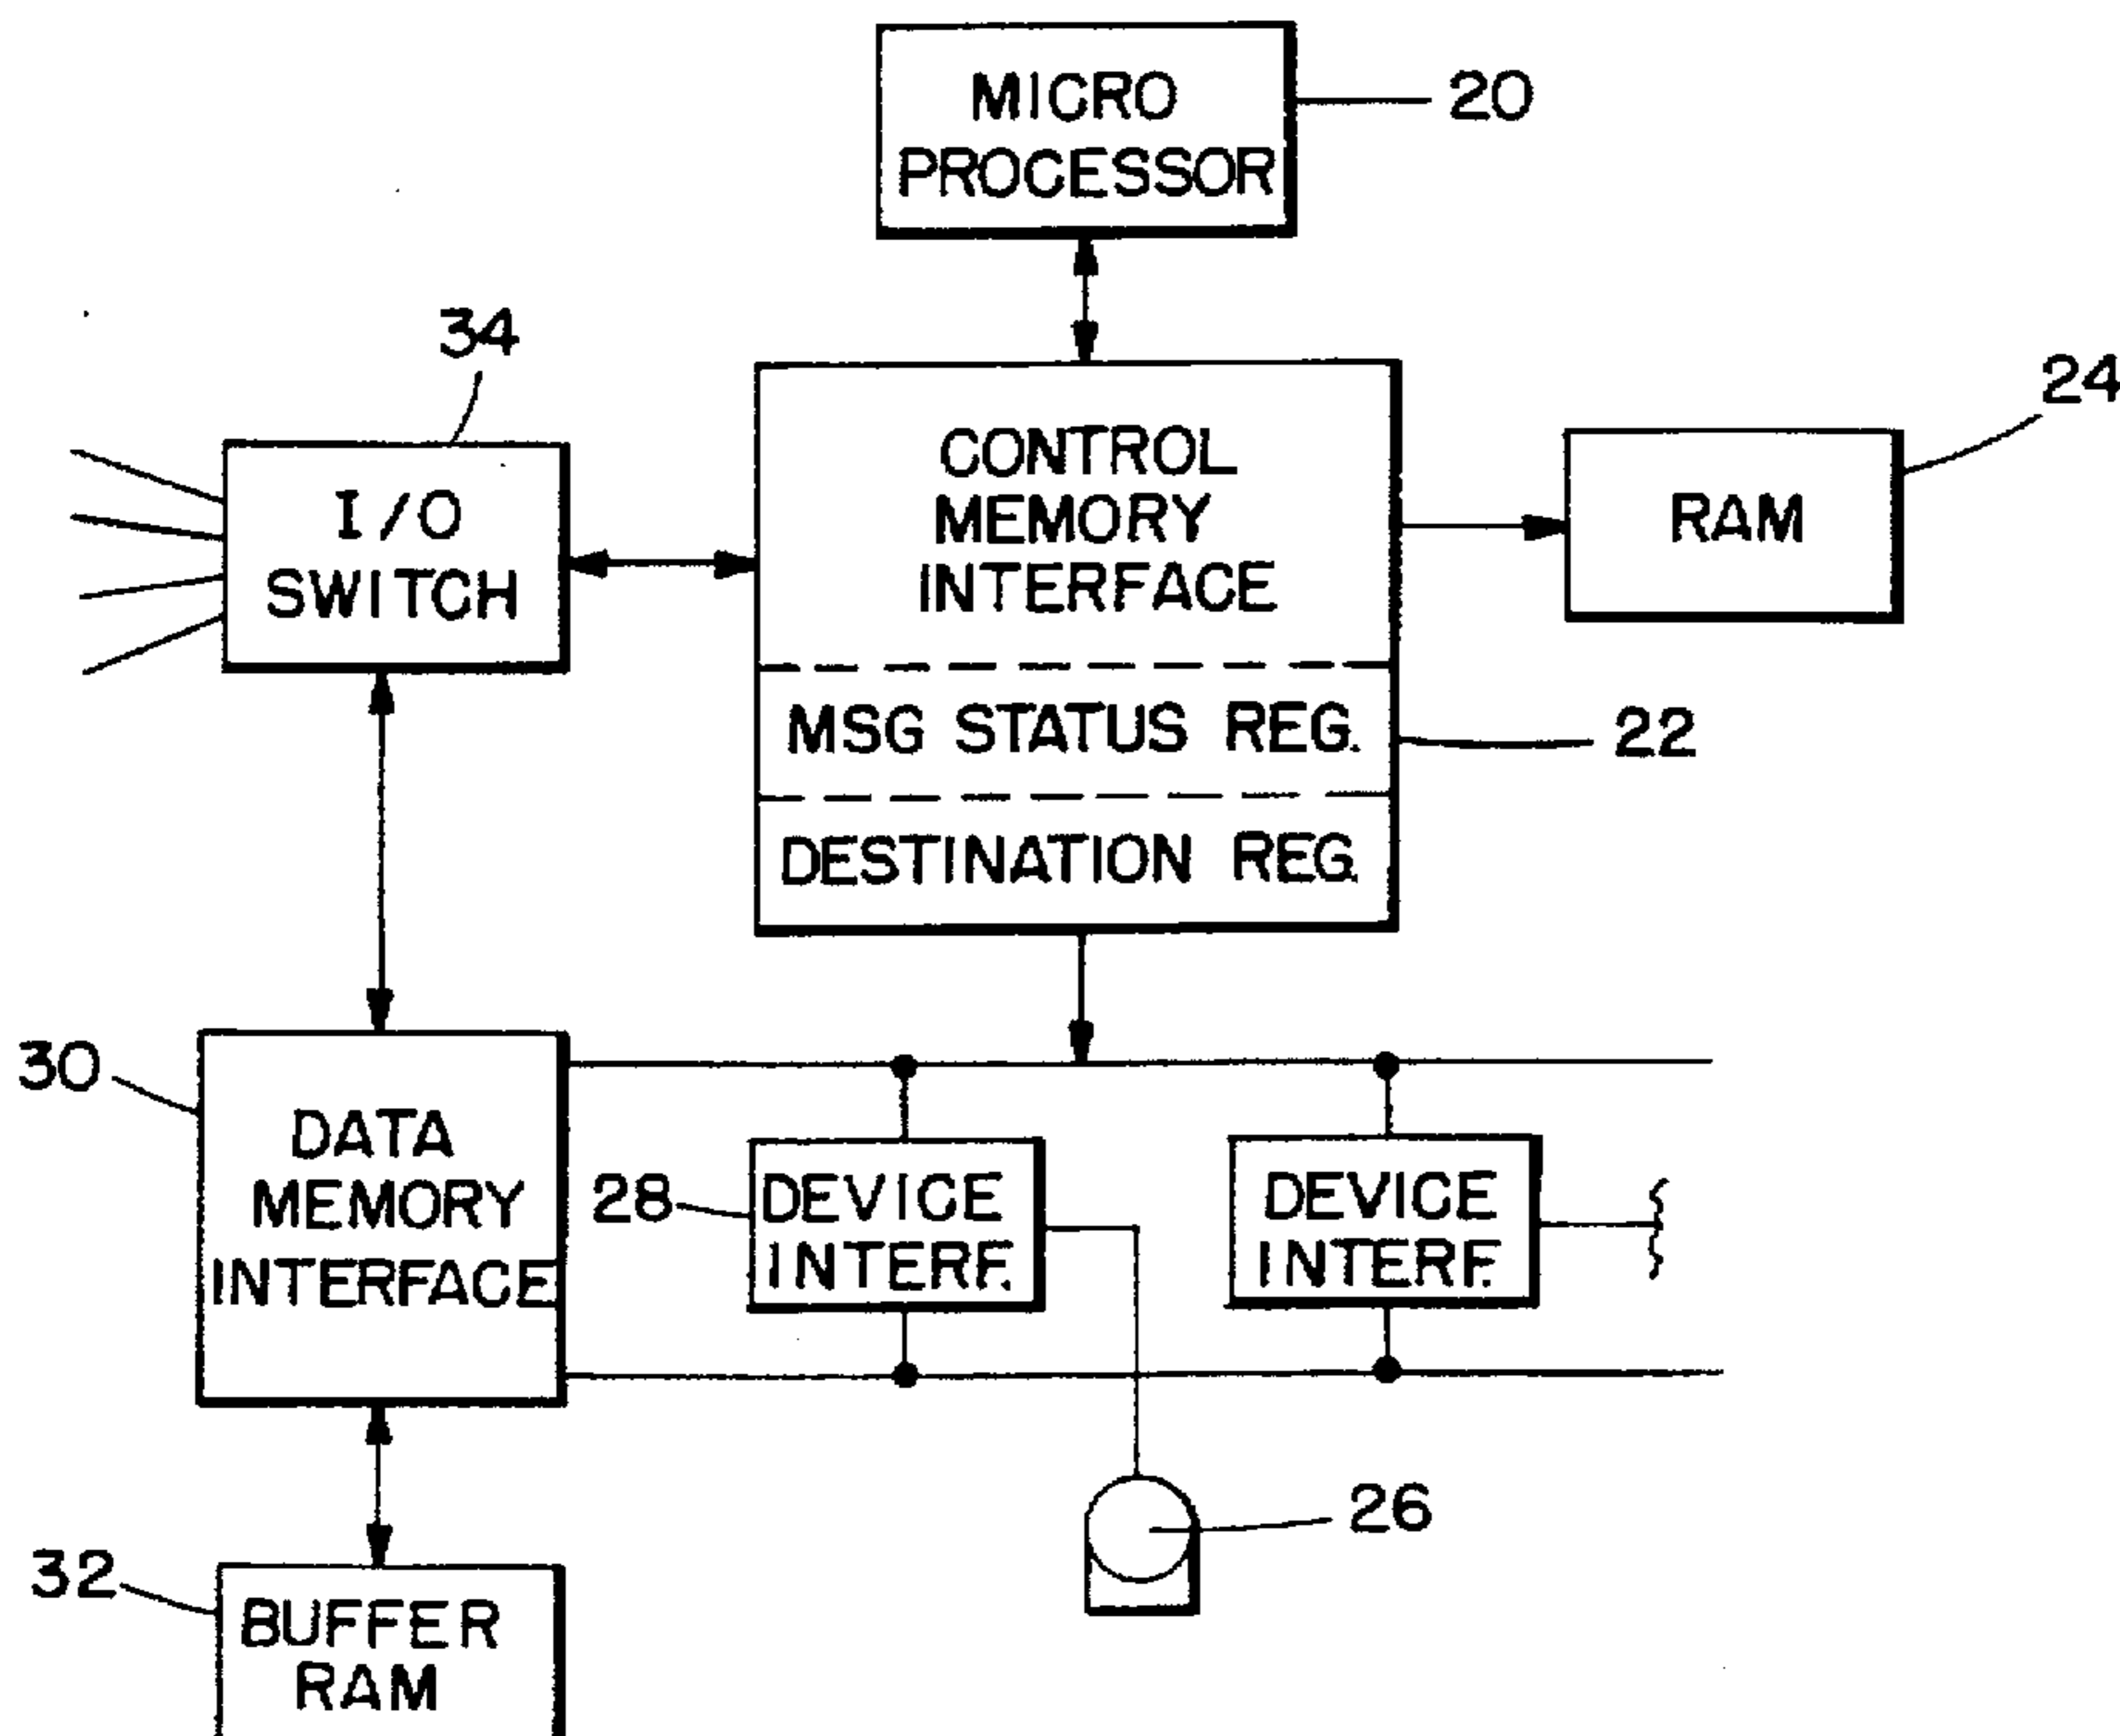 MICRO
PROCESSOR
20
34
24
I/O
SWITCH
CONTROL
MEMORY
INTERFACE
RAM
MSG STATUS REG.
22
DESTINATION REG.
30
DATA
MEMORY
INTERFACE
28
DEVICE
INTERF.
DEVICE
INTERF.
26
32
BUFFER
RAM